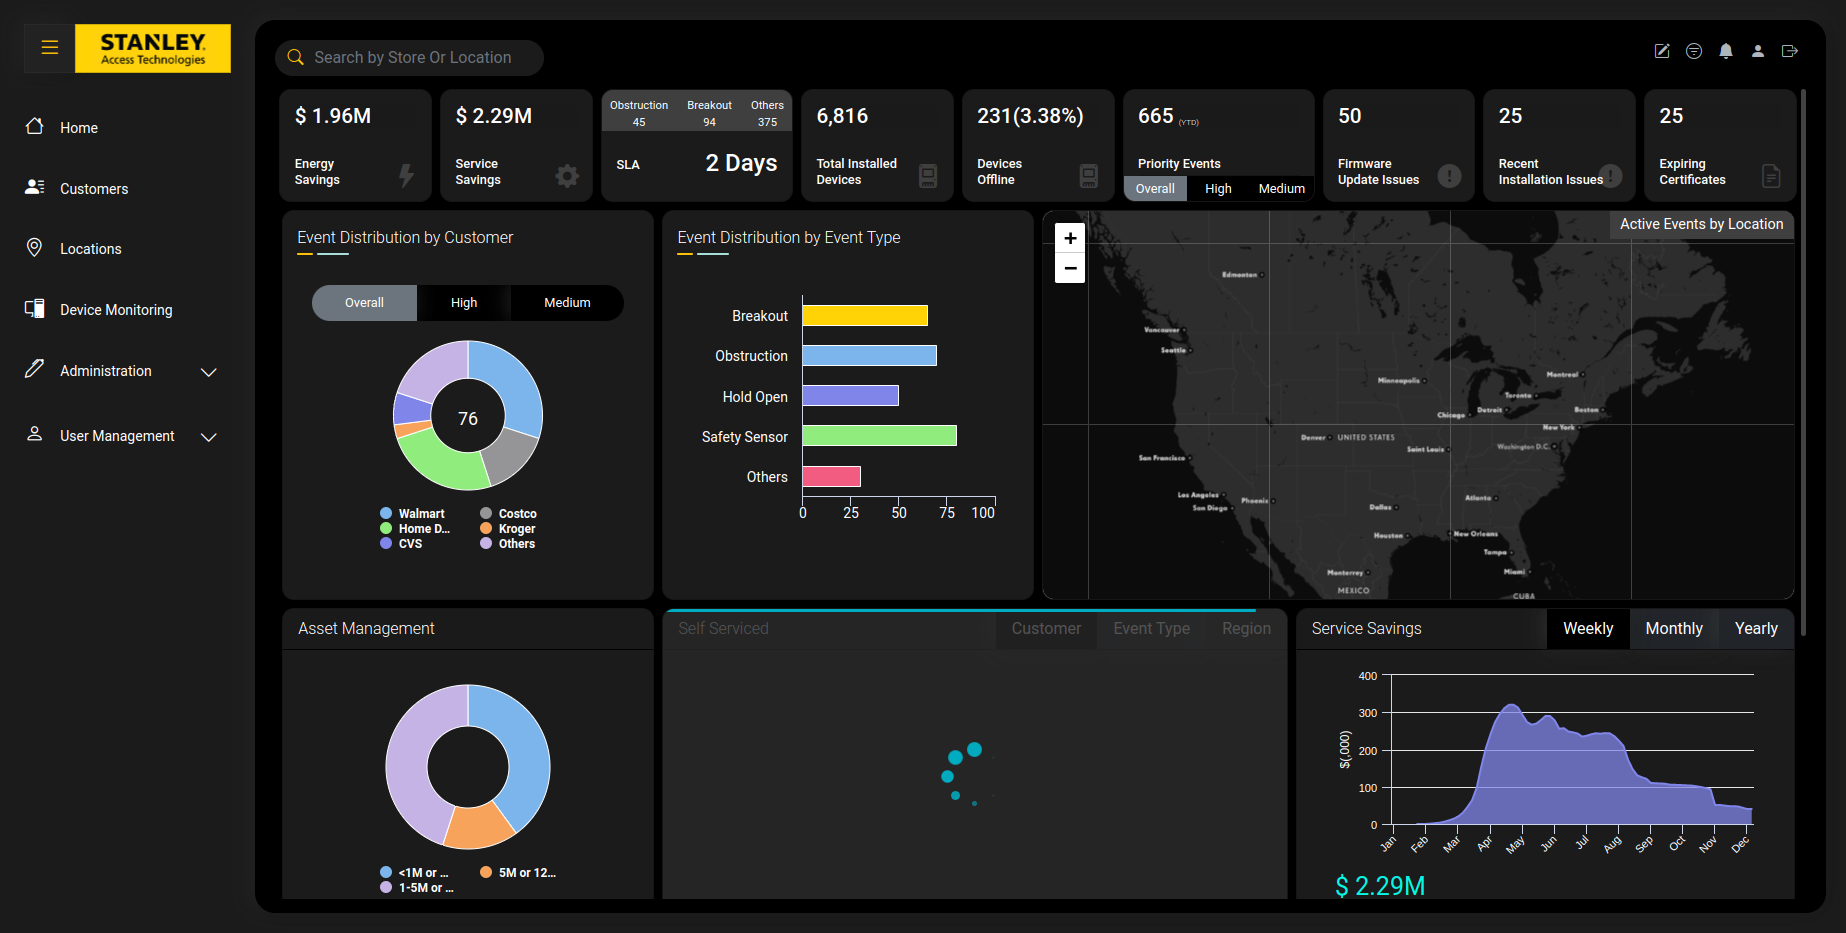 STANLEY.
Access Technologies
Home
Customers
Locations
Device Monitoring
Administration
User Management
Search by Store Or Location
$ 1.96M
Energy
Savings
$ 2.29M
Service
Savings
Obstruction Breakout Others
45 94 375
SLA 2 Days
6,816
Total Installed
Devices
231(3.38%)
Devices
Offline
665 (YTD)
Priority Events
Overall High Medium
50
Firmware
Update Issues
25
Recent
Installation Issues
25
Expiring
Certificates
Event Distribution by Customer
Overall High Medium
76
Walmart Costco
Home D... Kroger
CVS Others
Event Distribution by Event Type
Breakout
Obstruction
Hold Open
Safety Sensor
Others
0 25 50 75 100
Active Events by Location
+
−
Edmonton
Vancouver
Seattle
Minneapolis
Montreal
Toronto
Chicago
Detroit
Boston
New York
Denver
UNITED STATES
Saint Louis
Washington D.C.
San Francisco
Los Angeles
San Diego
Phoenix
Dallas
Atlanta
Houston
New Orleans
Tampa
Miami
Monterrey
MEXICO
CUBA
Asset Management
<1M or ... 5M or 12...
1-5M or ...
Self Serviced
Customer Event Type Region
Service Savings
Weekly Monthly Yearly
$(,000)
400
300
200
100
0
Jan Feb Mar Apr May Jun Jul Aug Sep Oct Nov Dec
$ 2.29M